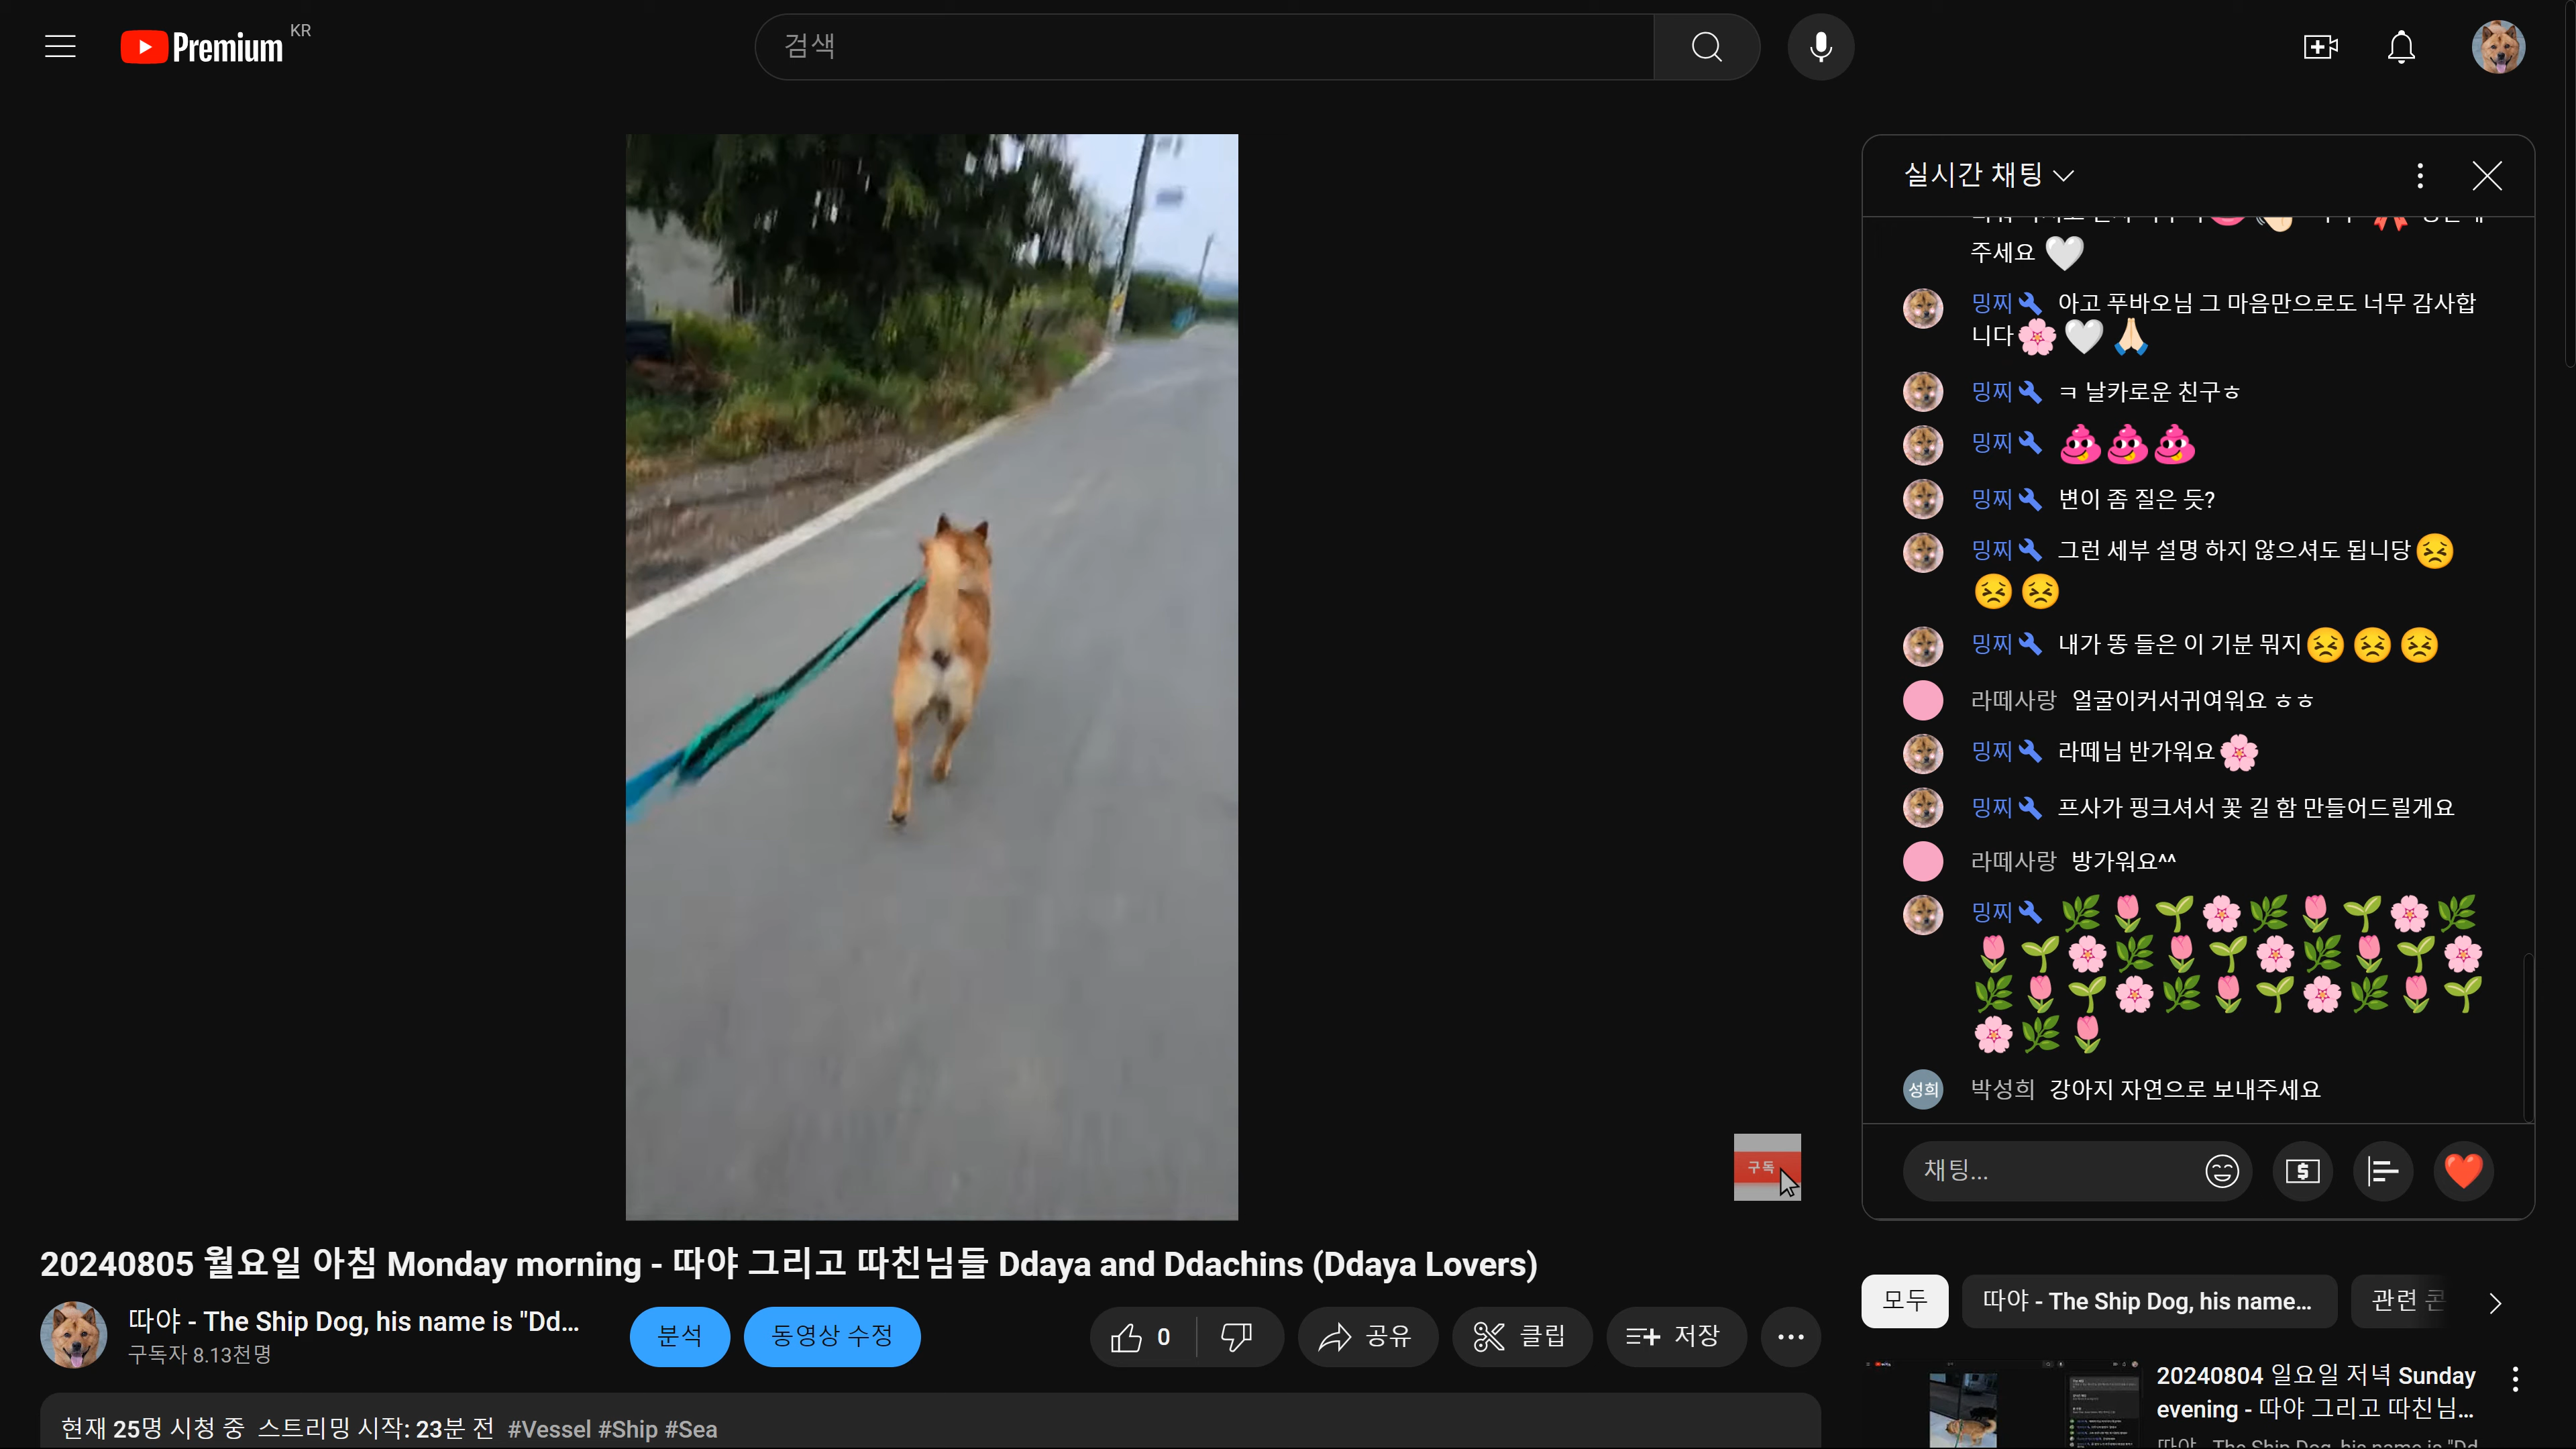 Premium KR
검색
실시간 채팅
주세요 🤍
밍찌 아고 푸바오님 그 마음만으로도 너무 감사합
니다🌸🤍🙏🏻
밍찌 ㅋ 날카로운 친구ㅎ
밍찌
밍찌 변이 좀 질은 듯?
밍찌 그런 세부 설명 하지 않으셔도 됩니당😣
😣😣
밍찌 내가 똥 들은 이 기분 뭐지😣😣😣
라떼사랑 얼굴이커서귀여워요 ㅎㅎ
밍찌 라떼님 반가워요🌸
밍찌 프사가 핑크셔서 꽃 길 함 만들어드릴게요
라떼사랑 방가워요^^
밍찌 🌿🌷🌱🌸🌿🌷🌱🌸🌿
🌷🌱🌸🌿🌷🌱🌸🌿🌷🌱🌸
🌿🌷🌱🌸🌿🌷🌱🌸🌿🌷🌱
🌸🌿🌷
성희 박성희 강아지 자연으로 보내주세요
채팅...
구독
20240805 월요일 아침 Monday morning - 따야 그리고 따친님들 Ddaya and Ddachins (Ddaya Lovers)
따야 - The Ship Dog, his name is "Dd...
구독자 8.13천명
분석
동영상 수정
0
공유
클립
저장
현재 25명 시청 중 스트리밍 시작: 23분 전 #Vessel #Ship #Sea
모두
따야 - The Ship Dog, his name...
관련
20240804 일요일 저녁 Sunday
evening - 따야 그리고 따친님...